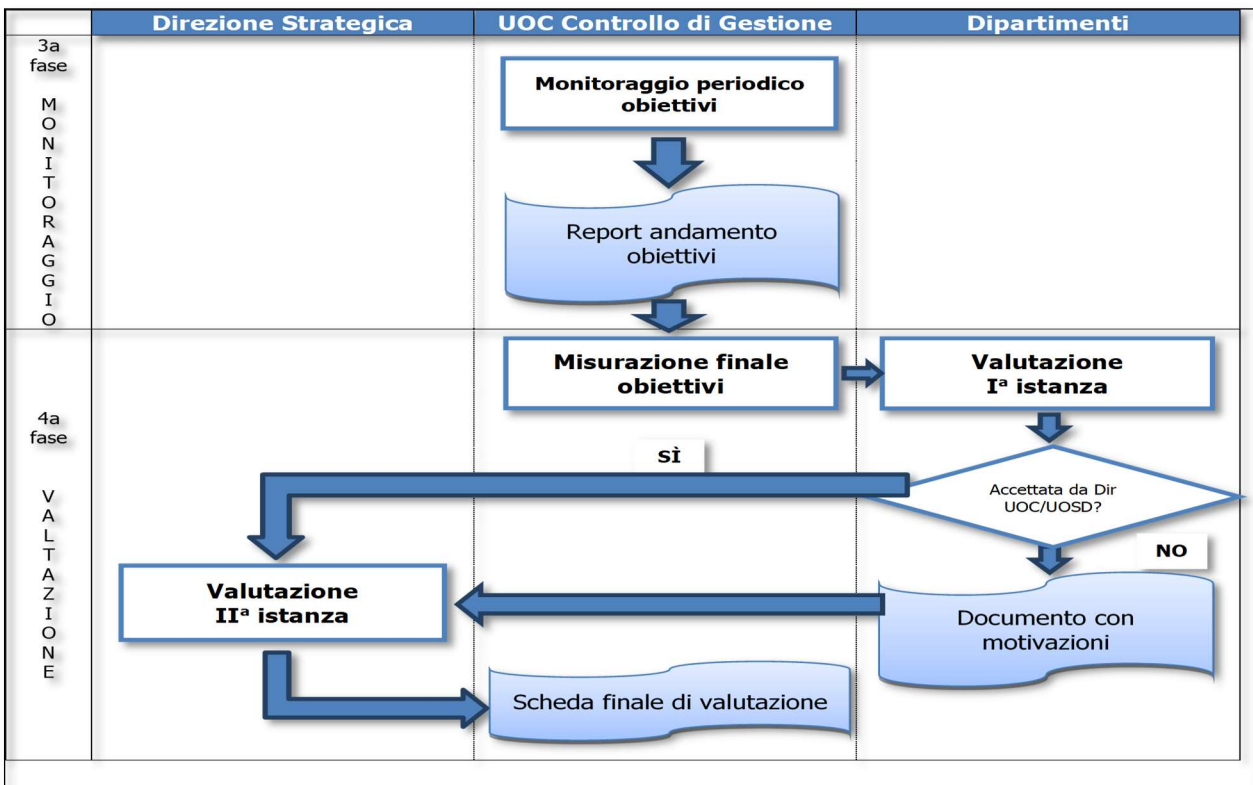 Direzione Strategica
UOC Controllo di Gestione
Dipartimenti
3a
fase
M
O
N
I
T
O
R
A
G
G
I
O
Monitoraggio periodico
obiettivi
Report andamento
obiettivi
4a
fase
V
A
L
T
A
Z
I
O
N
E
Misurazione finale
obiettivi
Valutazione
Iª istanza
SÌ
Accettata da Dir
UOC/UOSD?
NO
Valutazione
IIª istanza
Documento con
motivazioni
Scheda finale di valutazione